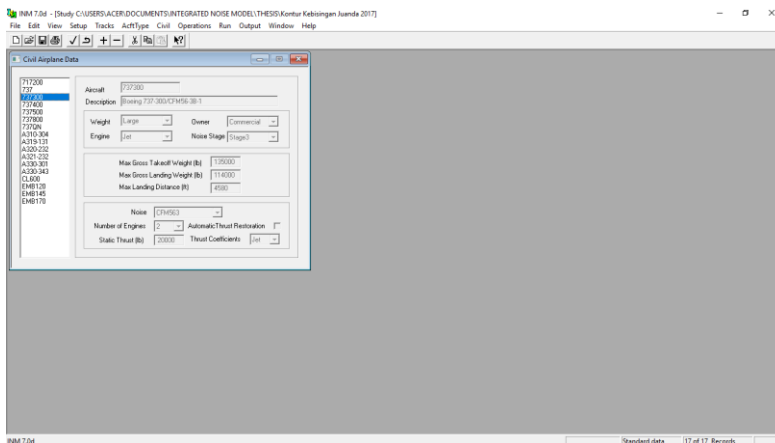 INM 7.0d - [Study C:\USERS\ACER\DOCUMENTS\INTEGRATED NOISE MODEL\THESIS\Kontur Kebisingan Juanda 2017]
File Edit View Setup Tracks AcftType Civil Operations Run Output Window Help
Civil Airplane Data
717200
737
737300
737400
737500
737800
737QN
A310-304
A319-131
A320-232
A321-232
A330-301
A330-343
CL600
EMB120
EMB145
EMB170
Aircraft 737300
Description Boeing 737-300/CFM56-3B-1
Weight Large Owner Commercial
Engine Jet Noise Stage Stage3
Max Gross Takeoff Weight (lb) 135000
Max Gross Landing Weight (lb) 114000
Max Landing Distance (ft) 4580
Noise CFM563
Number of Engines 2 AutomaticThrust Restoration
Static Thrust (lb) 20000 Thrust Coefficients Jet
INM 7.0d Standard data 17 of 17 Records